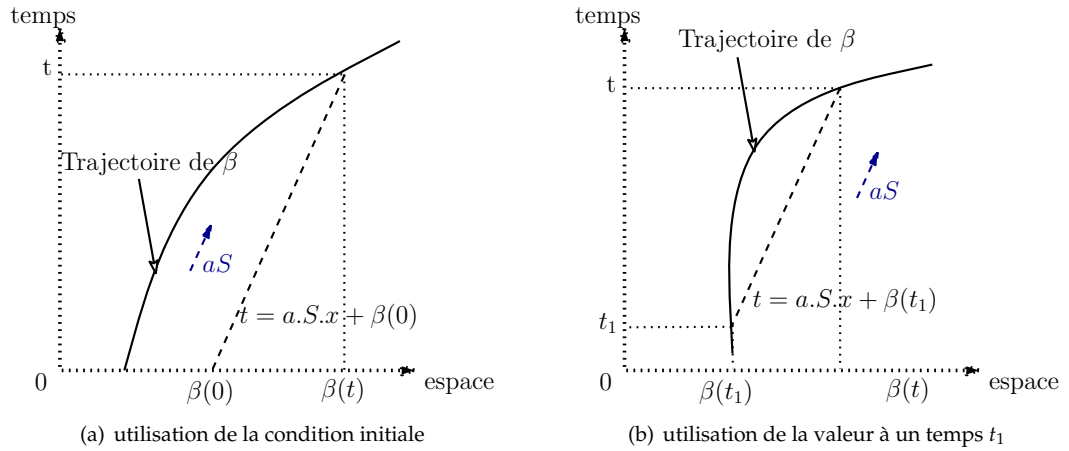 temps
t
Trajectoire de β
aS
t = a.S.x + β(0)
0
β(0)
β(t)
espace
(a) utilisation de la condition initiale
temps
Trajectoire de β
t
aS
t = a.S.x + β(t₁)
t₁
0
β(t₁)
β(t)
espace
(b) utilisation de la valeur à un temps t₁